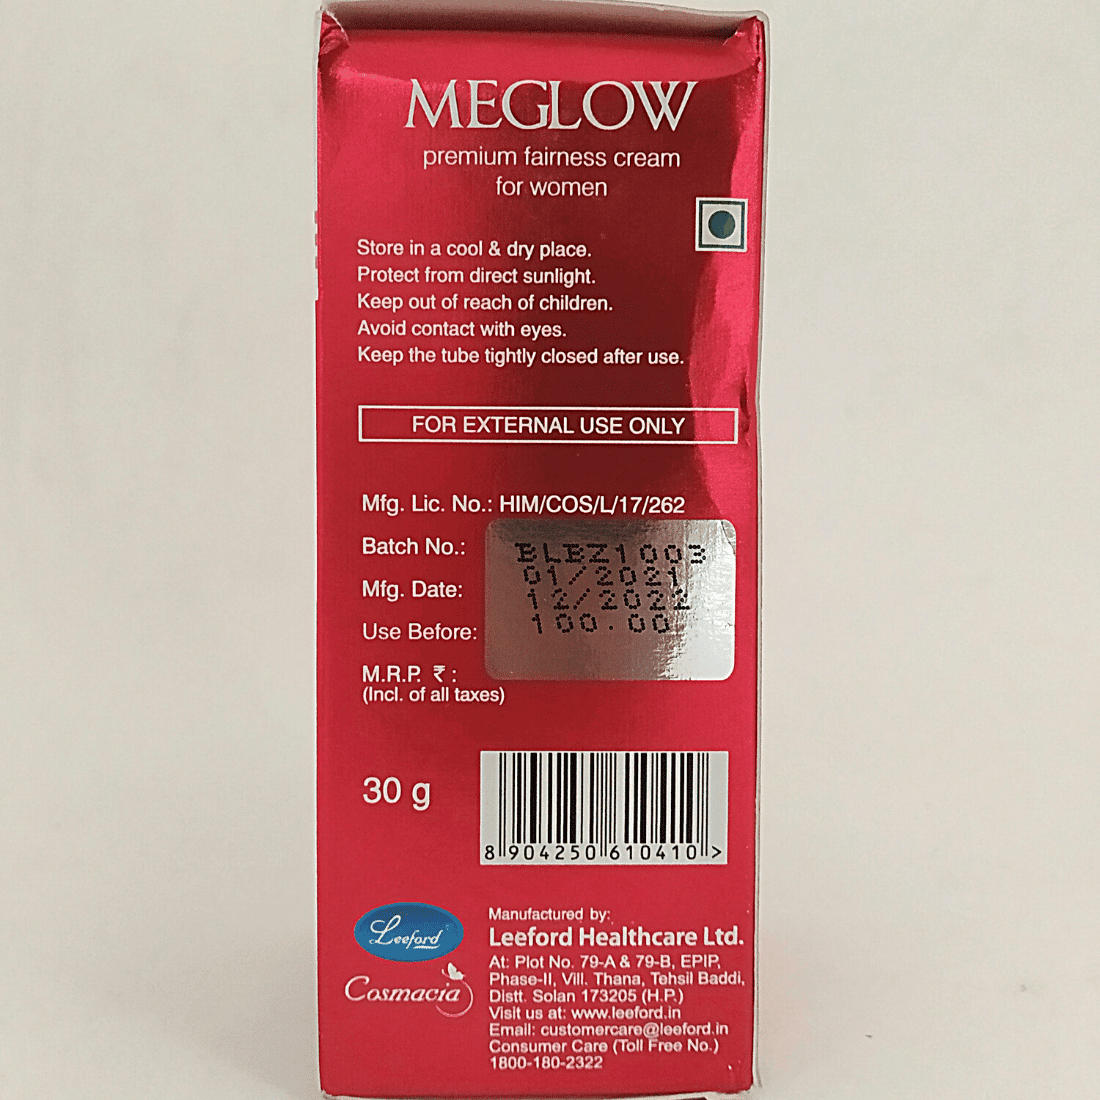 MEGLOW
premium fairness cream
for women
Store in a cool & dry place.
Protect from direct sunlight.
Keep out of reach of children.
Avoid contact with eyes.
Keep the tube tightly closed after use.
FOR EXTERNAL USE ONLY
Mfg. Lic. No.: HIM/COS/L/17/262
Batch No.: BLBZ1003
Mfg. Date: 01/2021
Use Before: 12/2022
M.R.P. ₹ : 100.00
(Incl. of all taxes)
30 g
8 904250 610410 >
Leeford
Cosmacia
Manufactured by:
Leeford Healthcare Ltd.
At: Plot No. 79-A & 79-B, EPIP,
Phase-II, Vill. Thana, Tehsil Baddi,
Distt. Solan 173205 (H.P.)
Visit us at: www.leeford.in
Email: customercare@leeford.in
Consumer Care (Toll Free No.)
1800-180-2322